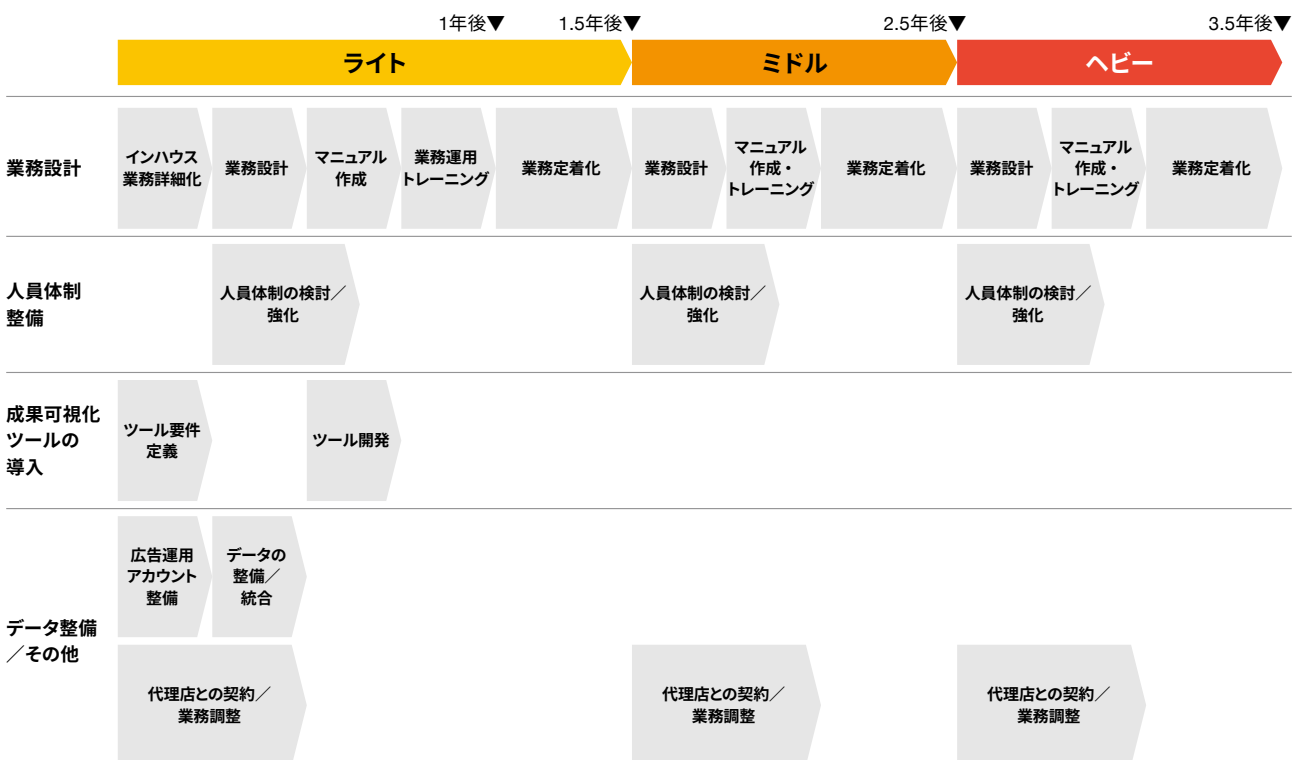 1年後▼
1.5年後▼
2.5年後▼
3.5年後▼
ライト
ミドル
ヘビー
業務設計
インハウス
業務詳細化
業務設計
マニュアル
作成
業務運用
トレーニング
業務定着化
業務設計
マニュアル
作成・
トレーニング
業務定着化
業務設計
マニュアル
作成・
トレーニング
業務定着化
人員体制
整備
人員体制の検討／
強化
人員体制の検討／
強化
人員体制の検討／
強化
成果可視化
ツールの
導入
ツール要件
定義
ツール開発
データ整備
／その他
広告運用
アカウント
整備
データの
整備／
統合
代理店との契約／
業務調整
代理店との契約／
業務調整
代理店との契約／
業務調整